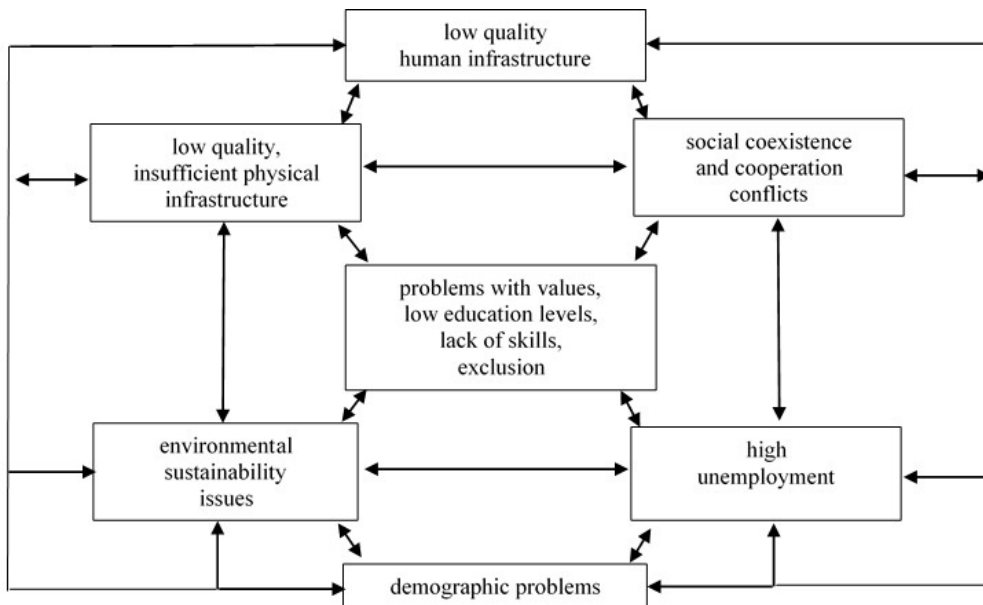 low quality
human infrastructure
low quality,
insufficient physical
infrastructure
social coexistence
and cooperation
conflicts
problems with values,
low education levels,
lack of skills,
exclusion
environmental
sustainability
issues
high
unemployment
demographic problems